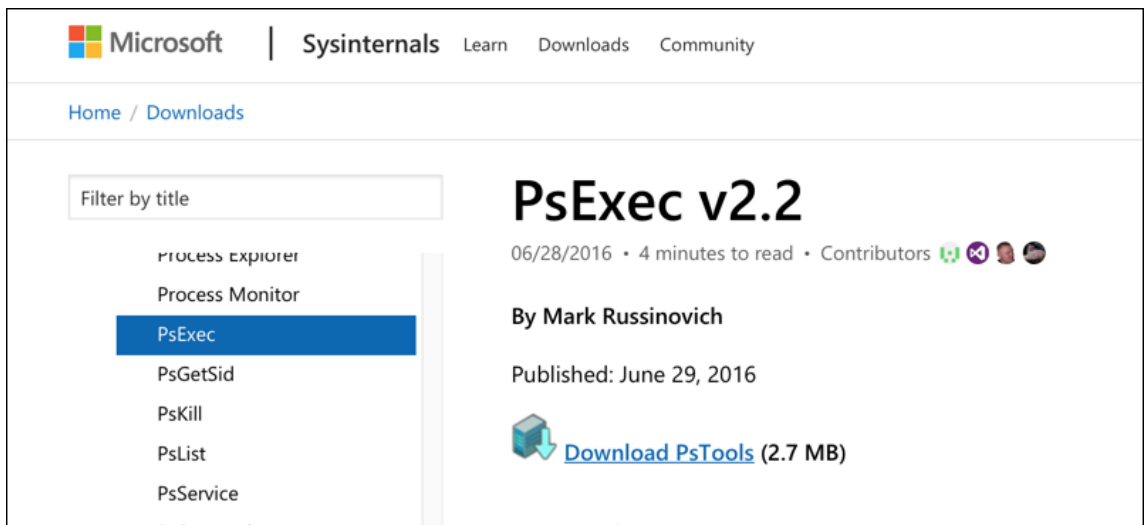 Microsoft | Sysinternals Learn Downloads Community
Home / Downloads
Filter by title
Process Explorer
Process Monitor
PsExec
PsGetSid
PsKill
PsList
PsService
PsExec v2.2
06/28/2016 • 4 minutes to read • Contributors
By Mark Russinovich
Published: June 29, 2016
Download PsTools (2.7 MB)